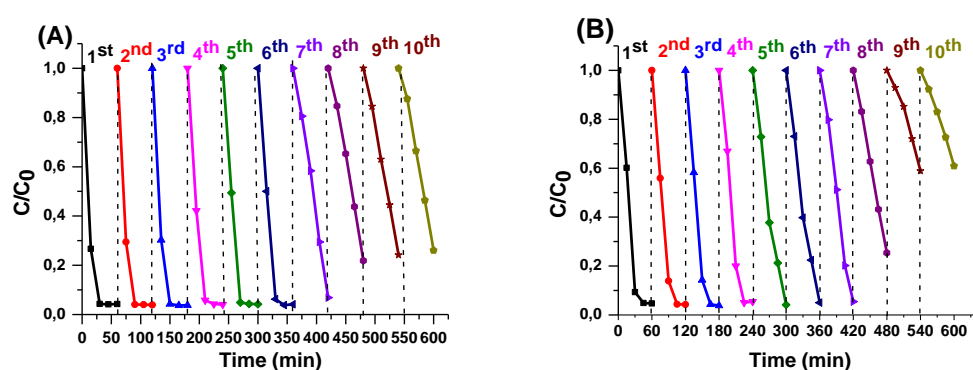 (A)
1st 2nd 3rd 4th 5th 6th 7th 8th 9th 10th
1,0
0,8
0,6
0,4
0,2
0,0
C/C0
0 50 100 150 200 250 300 350 400 450 500 550 600
Time (min)
(B)
1st 2nd 3rd 4th 5th 6th 7th 8th 9th 10th
1,0
0,8
0,6
0,4
0,2
0,0
C/C0
0 60 120 180 240 300 360 420 480 540 600
Time (min)